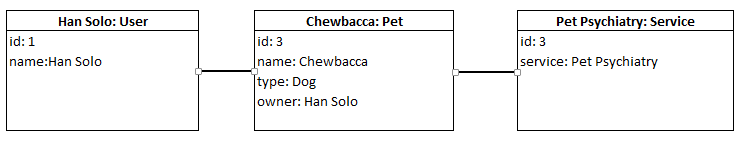 Han Solo: User
id: 1
name:Han Solo
Chewbacca: Pet
id: 3
name: Chewbacca
type: Dog
owner: Han Solo
Pet Psychiatry: Service
id: 3
service: Pet Psychiatry